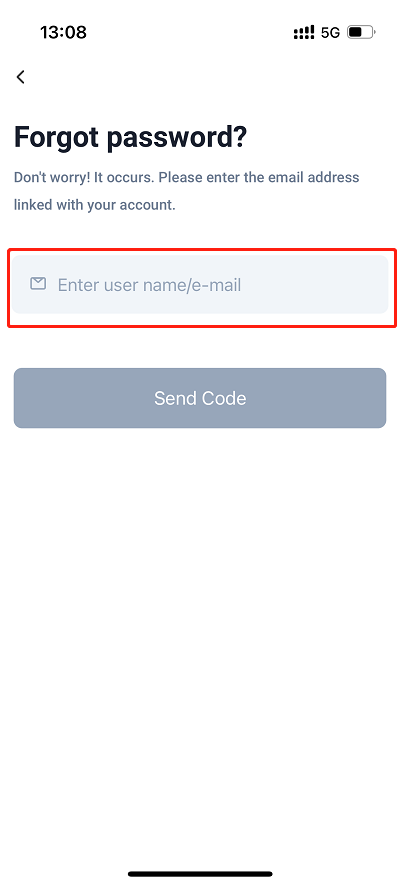 13:08
5G
Forgot password?
Don't worry! It occurs. Please enter the email address
linked with your account.
Enter user name/e-mail
Send Code